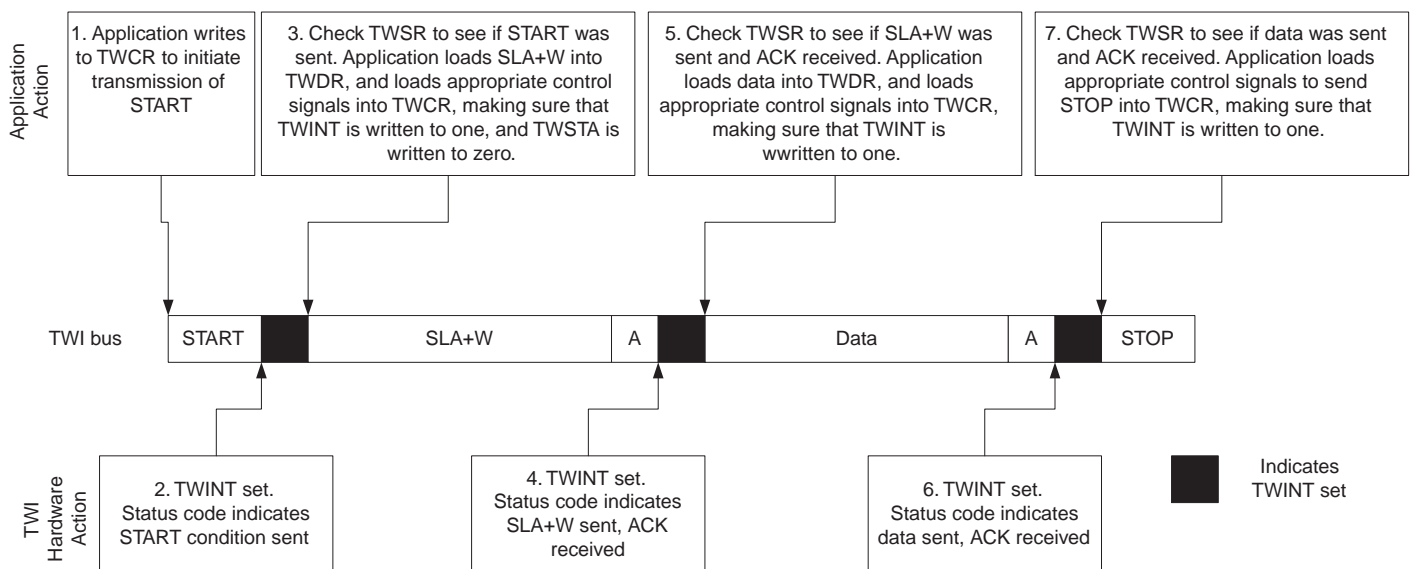 Application
Action
1. Application writes
to TWCR to initiate
transmission of
START
3. Check TWSR to see if START was
sent. Application loads SLA+W into
TWDR, and loads appropriate control
signals into TWCR, making sure that
TWINT is written to one, and TWSTA is
written to zero.
5. Check TWSR to see if SLA+W was
sent and ACK received. Application
loads data into TWDR, and loads
appropriate control signals into TWCR,
making sure that TWINT is
wwritten to one.
7. Check TWSR to see if data was sent
and ACK received. Application loads
appropriate control signals to send
STOP into TWCR, making sure that
TWINT is written to one.
TWI bus
START
SLA+W
A
Data
A
STOP
TWI
Hardware
Action
2. TWINT set.
Status code indicates
START condition sent
4. TWINT set.
Status code indicates
SLA+W sent, ACK
received
6. TWINT set.
Status code indicates
data sent, ACK received
Indicates
TWINT set